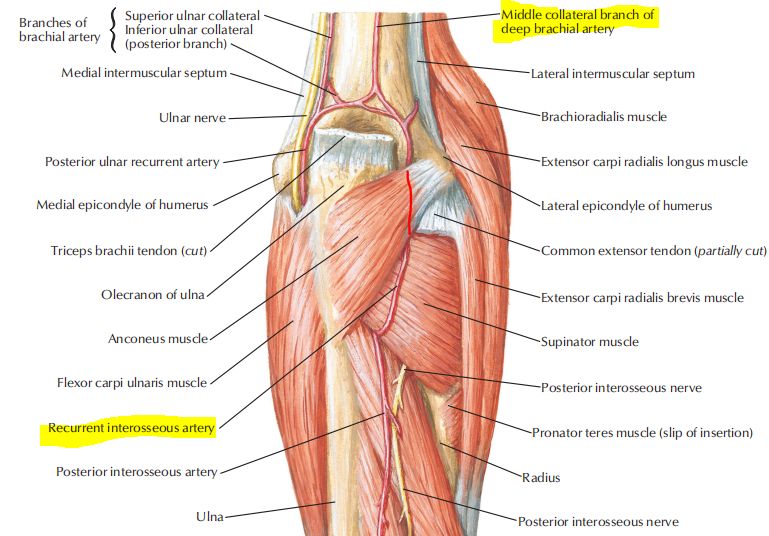 Branches of
brachial artery
Superior ulnar collateral
Inferior ulnar collateral
(posterior branch)
Medial intermuscular septum
Ulnar nerve
Posterior ulnar recurrent artery
Medial epicondyle of humerus
Triceps brachii tendon (cut)
Olecranon of ulna
Anconeus muscle
Flexor carpi ulnaris muscle
Recurrent interosseous artery
Posterior interosseous artery
Ulna
Middle collateral branch of
deep brachial artery
Lateral intermuscular septum
Brachioradialis muscle
Extensor carpi radialis longus muscle
Lateral epicondyle of humerus
Common extensor tendon (partially cut)
Extensor carpi radialis brevis muscle
Supinator muscle
Posterior interosseous nerve
Pronator teres muscle (slip of insertion)
Radius
Posterior interosseous nerve